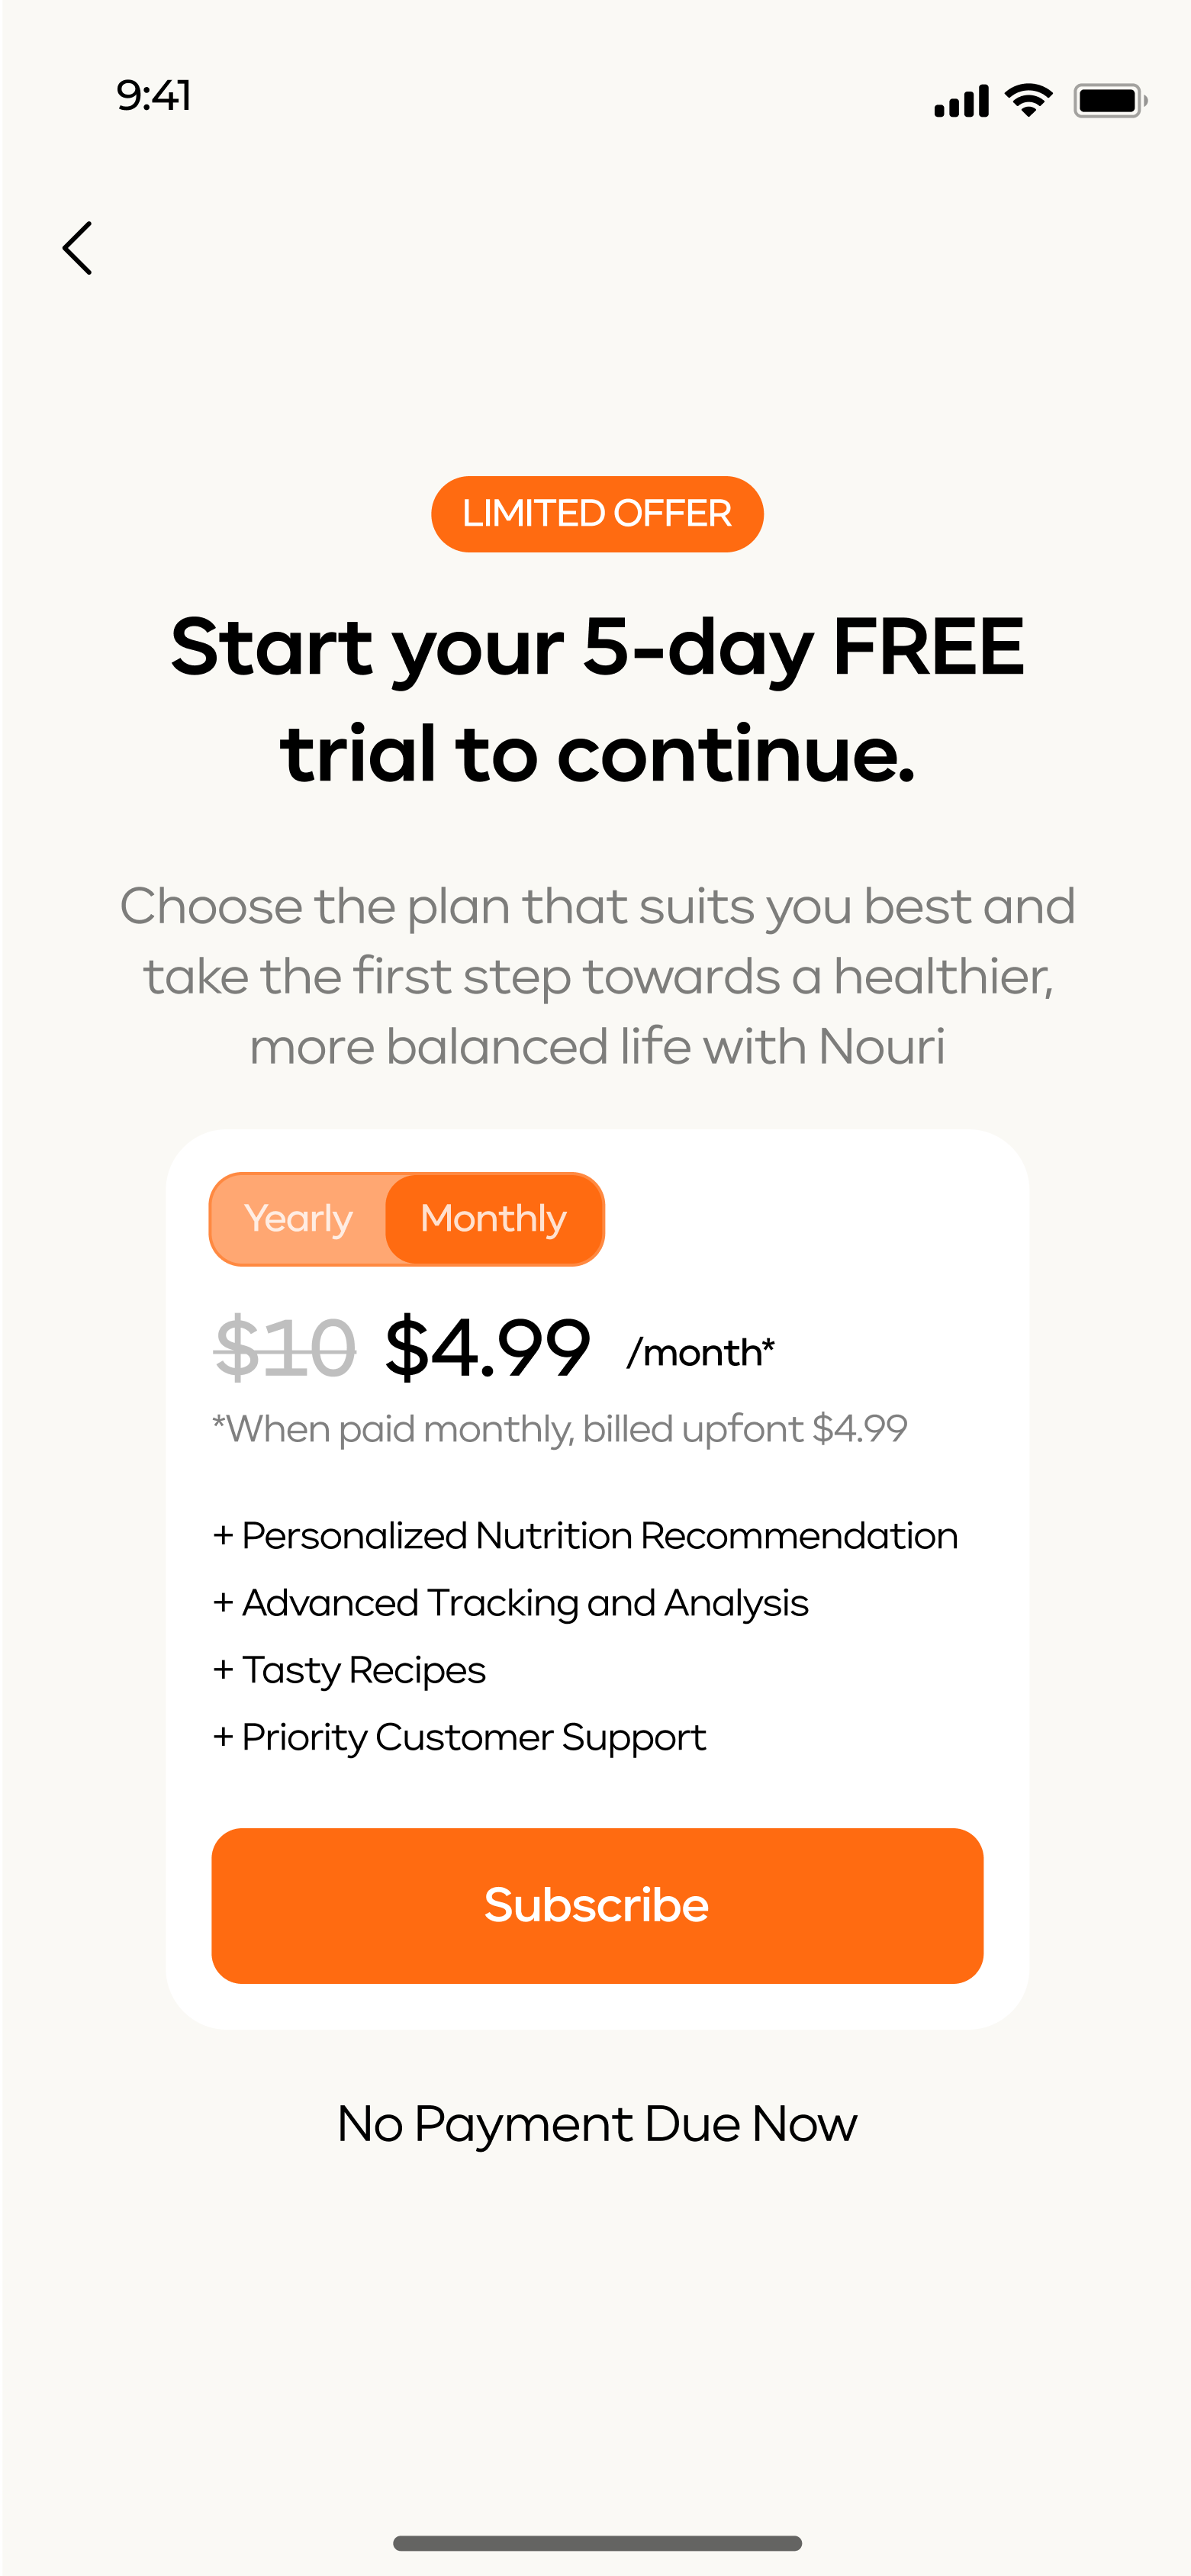 9:41
LIMITED OFFER
Start your 5-day FREE
trial to continue.
Choose the plan that suits you best and
take the first step towards a healthier,
more balanced life with Nouri
Yearly Monthly
$10 $4.99 /month*
*When paid monthly, billed upfont $4.99
+ Personalized Nutrition Recommendation
+ Advanced Tracking and Analysis
+ Tasty Recipes
+ Priority Customer Support
Subscribe
No Payment Due Now